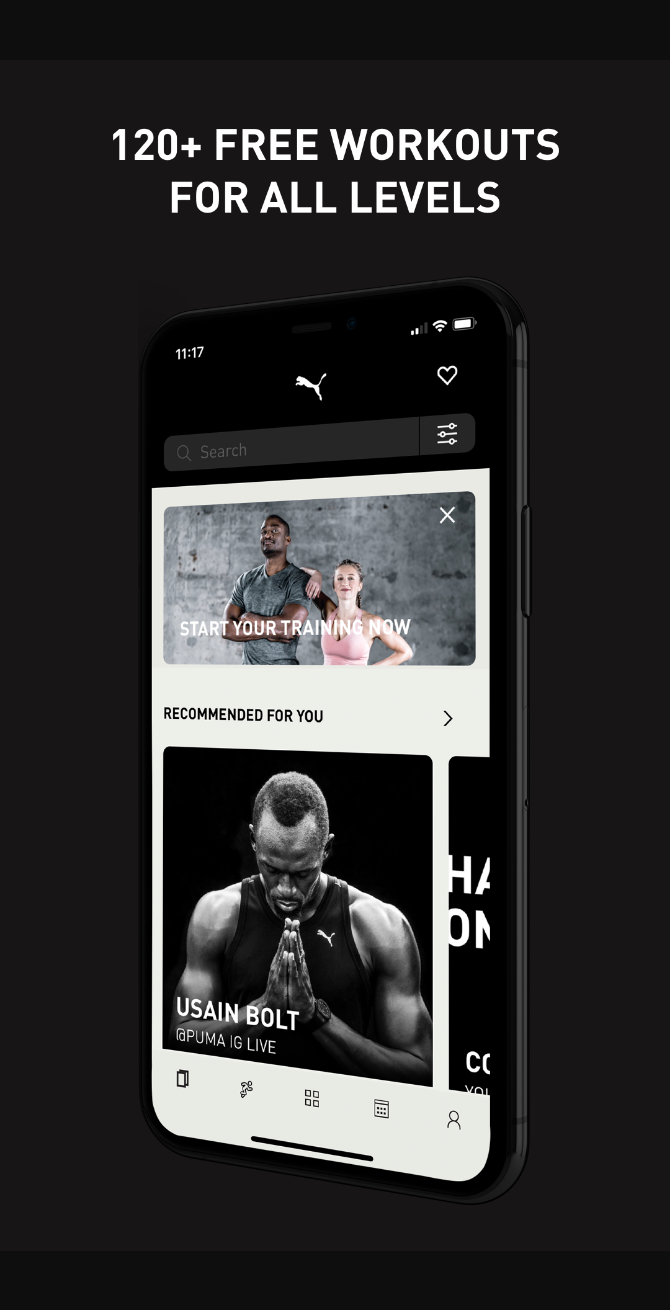 120+ FREE WORKOUTS
FOR ALL LEVELS
11:17
Search
START YOUR TRAINING NOW
RECOMMENDED FOR YOU
USAIN BOLT
@PUMA IG LIVE
HA
ON
CO
YOU